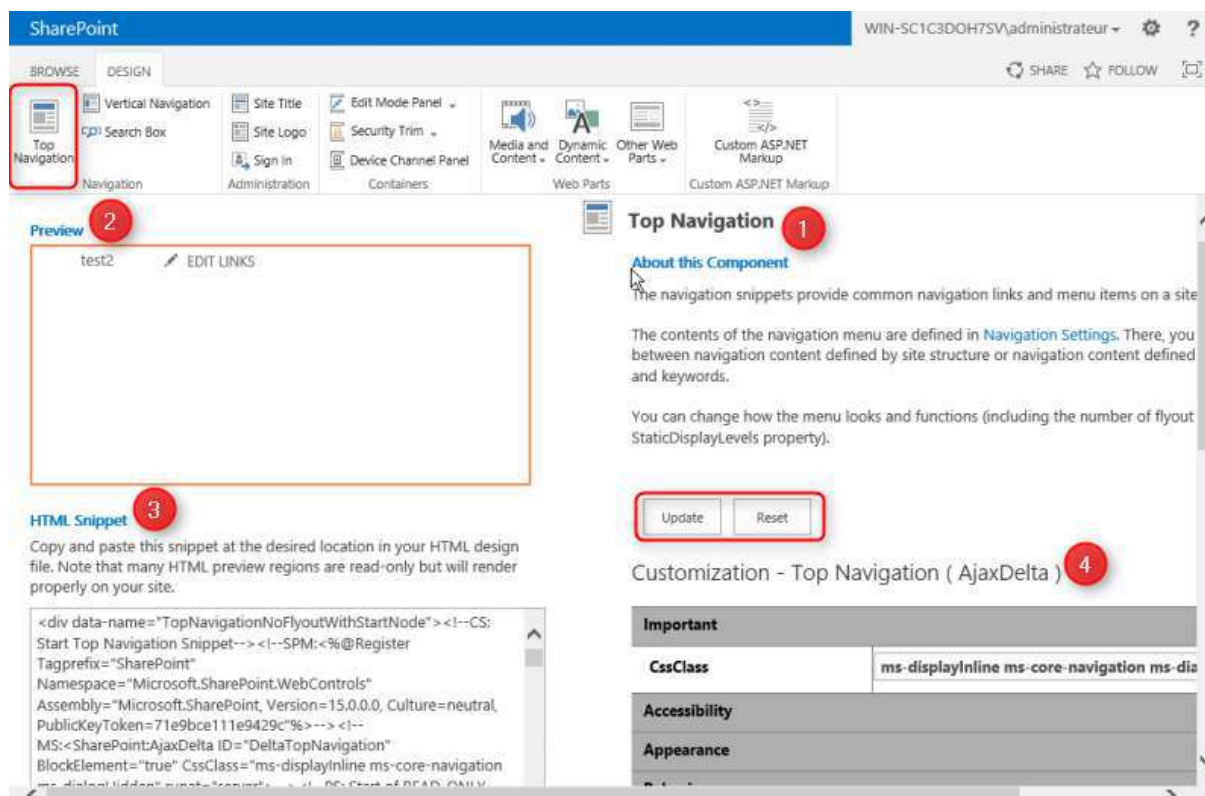 SharePoint
WIN-SC1C3DOH7SV\administrateur
?
BROWSE
DESIGN
SHARE
FOLLOW
Top
Navigation
Vertical Navigation
Search Box
Navigation
Site Title
Site Logo
Sign In
Administration
Edit Mode Panel
Security Trim
Device Channel Panel
Containers
Media and
Content
Dynamic
Content
Other Web
Parts
Web Parts
Custom ASP.NET
Markup
Custom ASP.NET Markup
Preview
2
test2
EDIT LINKS
3
HTML Snippet
Copy and paste this snippet at the desired location in your HTML design
file. Note that many HTML preview regions are read-only but will render
properly on your site.
<div data-name="TopNavigationNoFlyoutWithStartNode"><!--CS:
Start Top Navigation Snippet--><!--SPM:<%@Register
Tagprefix="SharePoint"
Namespace="Microsoft.SharePoint.WebControls"
Assembly="Microsoft.SharePoint, Version=15.0.0.0, Culture=neutral,
PublicKeyToken=71e9bce111e9429c"%>--><!--
MS:<SharePoint:AjaxDelta ID="DeltaTopNavigation"
BlockElement="true" CssClass="ms-displayInline ms-core-navigation
Top Navigation
1
About this Component
The navigation snippets provide common navigation links and menu items on a site
The contents of the navigation menu are defined in Navigation Settings. There, you
between navigation content defined by site structure or navigation content defined
and keywords.
You can change how the menu looks and functions (including the number of flyout
StaticDisplayLevels property).
Update
Reset
Customization - Top Navigation ( AjaxDelta )
4
Important
CssClass
ms-displayInline ms-core-navigation ms-dia
Accessibility
Appearance